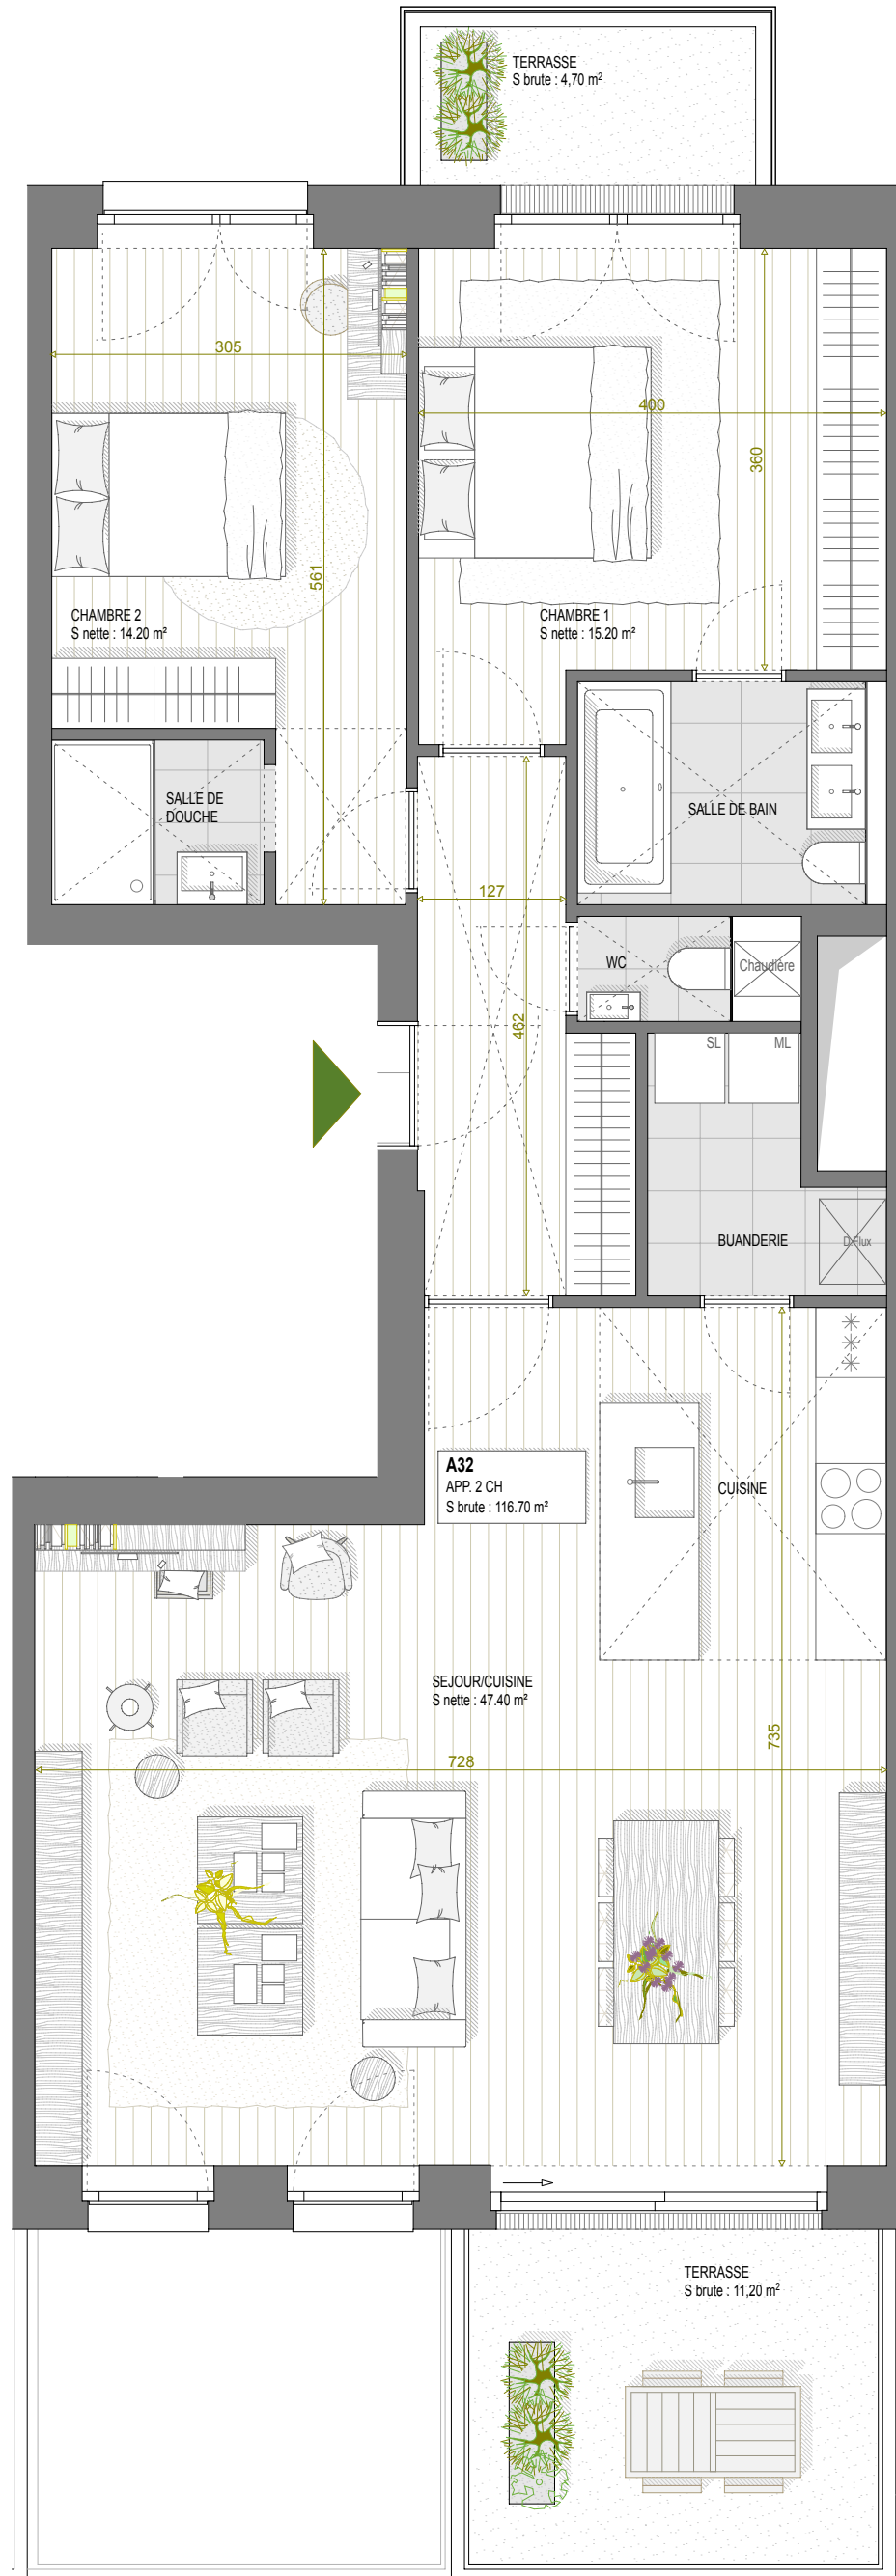 TERRASSE
S brute : 4,70 m²
305
400
360
561
CHAMBRE 2
S nette : 14.20 m²
CHAMBRE 1
S nette : 15.20 m²
SALLE DE
DOUCHE
SALLE DE BAIN
127
WC
Chaudière
462
SL
ML
BUANDERIE
D.Flux
A32
APP. 2 CH
S brute : 116.70 m²
CUISINE
SEJOUR/CUISINE
S nette : 47.40 m²
735
728
TERRASSE
S brute : 11,20 m²